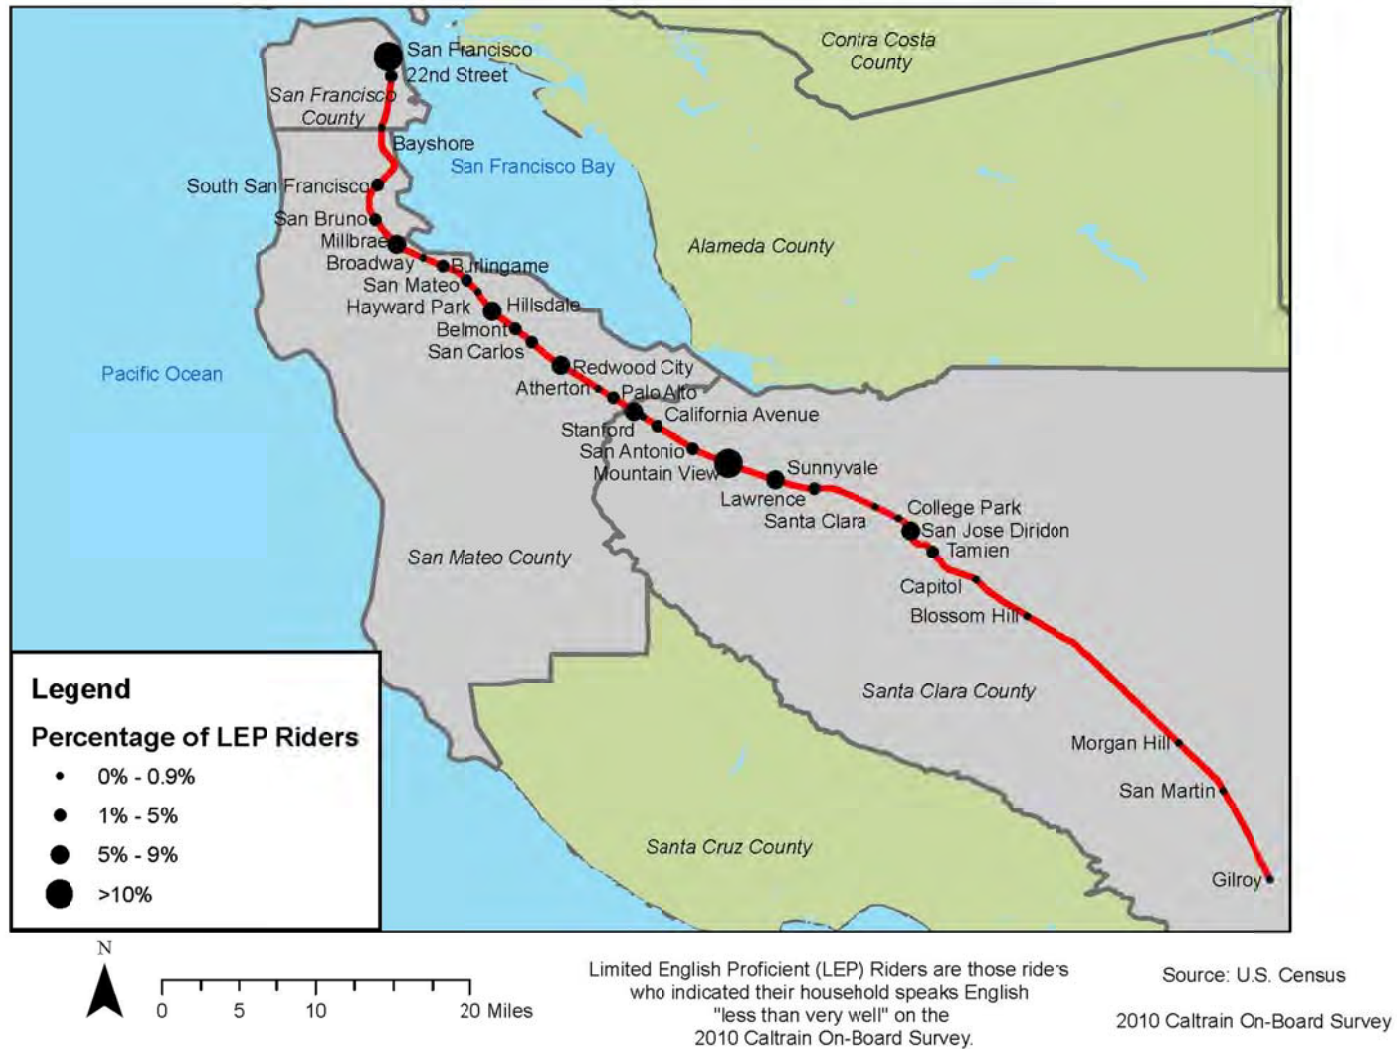 Contra Costa
County
San Francisco
22nd Street
San Francisco
County
Bayshore
San Francisco Bay
South San Francisco
San Bruno
Millbrae
Broadway
Burlingame
San Mateo
Hayward Park
Hillsdale
Belmont
San Carlos
Alameda County
Pacific Ocean
Redwood City
Atherton
Palo Alto
California Avenue
Stanford
San Antonio
Mountain View
Sunnyvale
Lawrence
Santa Clara
College Park
San Jose Diridon
Tamien
Capitol
Blossom Hill
San Mateo County
Santa Clara County
Morgan Hill
San Martin
Gilroy
Santa Cruz County
Legend
Percentage of LEP Riders
0% - 0.9%
1% - 5%
5% - 9%
>10%
N
0 5 10 20 Miles
Limited English Proficient (LEP) Riders are those riders
who indicated their household speaks English
"less than very well" on the
2010 Caltrain On-Board Survey.
Source: U.S. Census
2010 Caltrain On-Board Survey